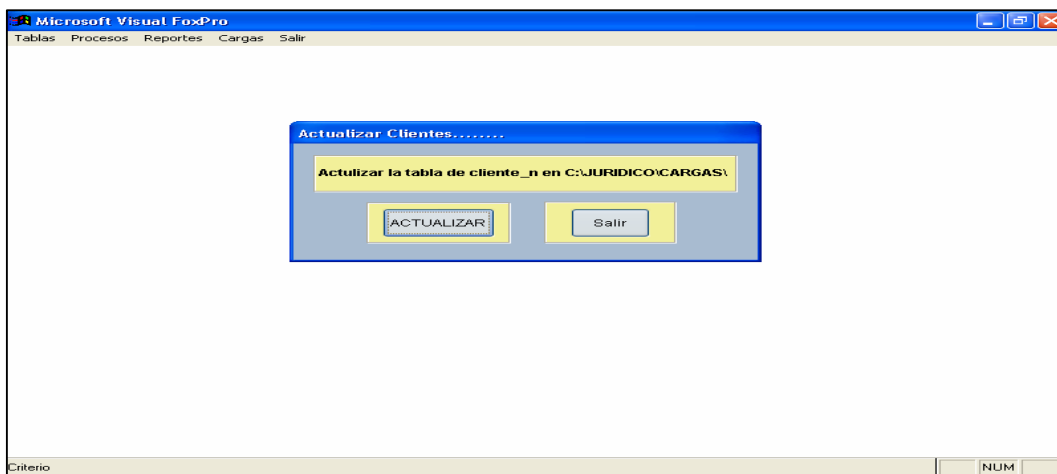 Microsoft Visual FoxPro
Tablas Procesos Reportes Cargas Salir
Actualizar Clientes........
Actulizar la tabla de cliente_n en C:\JURIDICO\CARGAS\
ACTUALIZAR Salir
Criterio NUM